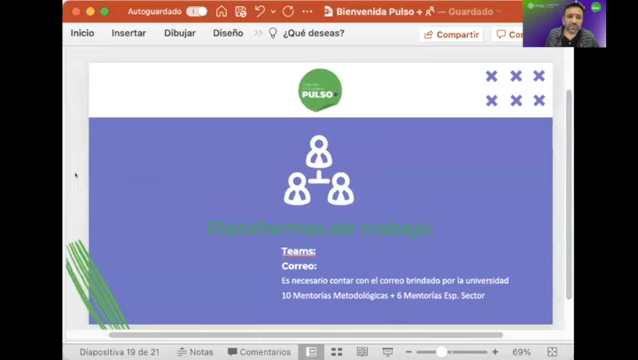 Autoguardado
Bienvenida Pulso +
Guardado
Inicio
Insertar
Dibujar
Diseño
¿Qué deseas?
Compartir
PULSO
Plataformas de trabajo:
Teams:
Correo:
Es necesario contar con el correo brindado por la universidad
10 Mentorías Metodológicas + 6 Mentorías Esp. Sector
Diapositiva 19 de 21
Notas
Comentarios
69%